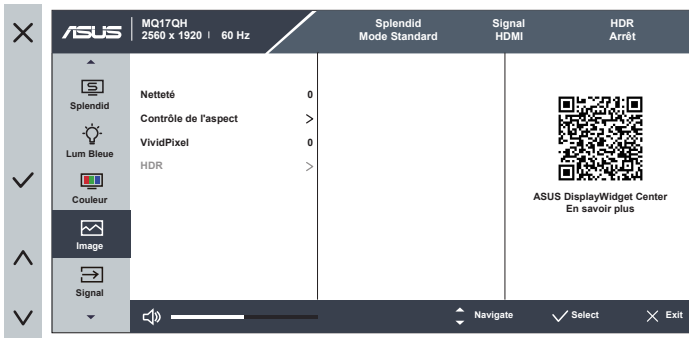 ASUS
MQ17QH
2560 x 1920 60 Hz
Splendid
Mode Standard
Signal
HDMI
HDR
Arrêt
Splendid
Lum Bleue
Couleur
Image
Signal
Netteté 0
Contrôle de l'aspect >
VividPixel 0
HDR >
ASUS DisplayWidget Center
En savoir plus
Navigate
Select
Exit